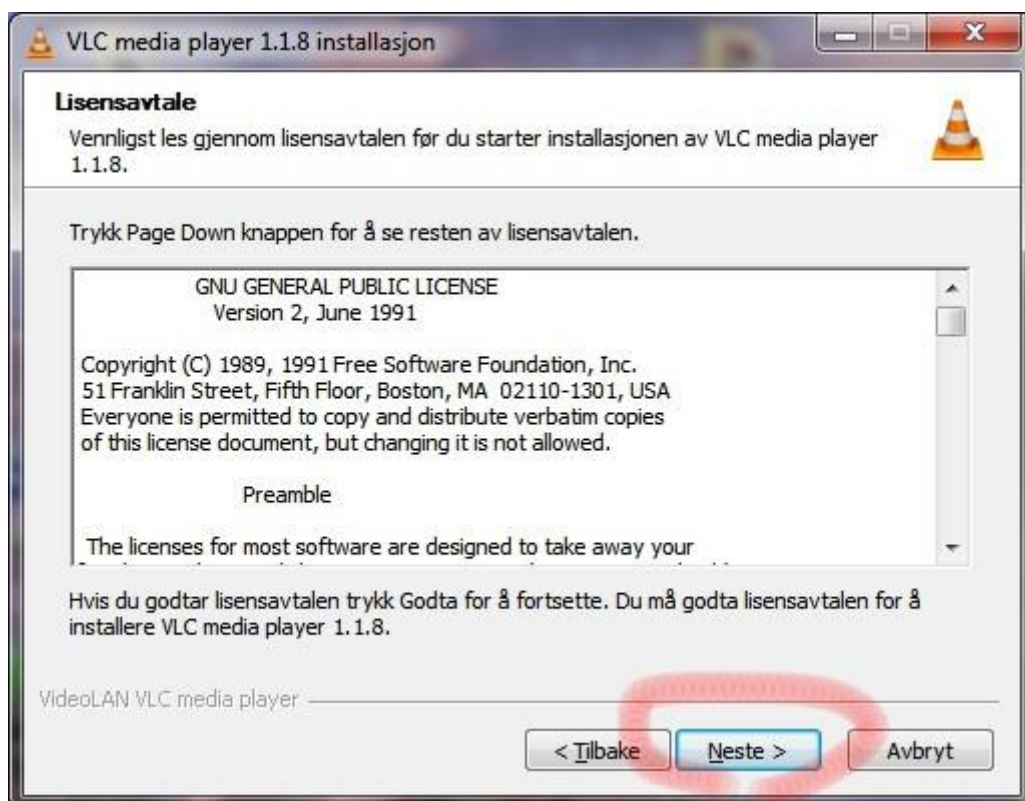 VLC media player 1.1.8 installasjon
Lisensavtale
Vennligst les gjennom lisensavtalen før du starter installasjonen av VLC media player
1.1.8.
Trykk Page Down knappen for å se resten av lisensavtalen.
GNU GENERAL PUBLIC LICENSE
Version 2, June 1991
Copyright (C) 1989, 1991 Free Software Foundation, Inc.
51 Franklin Street, Fifth Floor, Boston, MA 02110-1301, USA
Everyone is permitted to copy and distribute verbatim copies
of this license document, but changing it is not allowed.
Preamble
The licenses for most software are designed to take away your
Hvis du godtar lisensavtalen trykk Godta for å fortsette. Du må godta lisensavtalen for å
installere VLC media player 1.1.8.
VideoLAN VLC media player
< Tilbake Neste > Avbryt